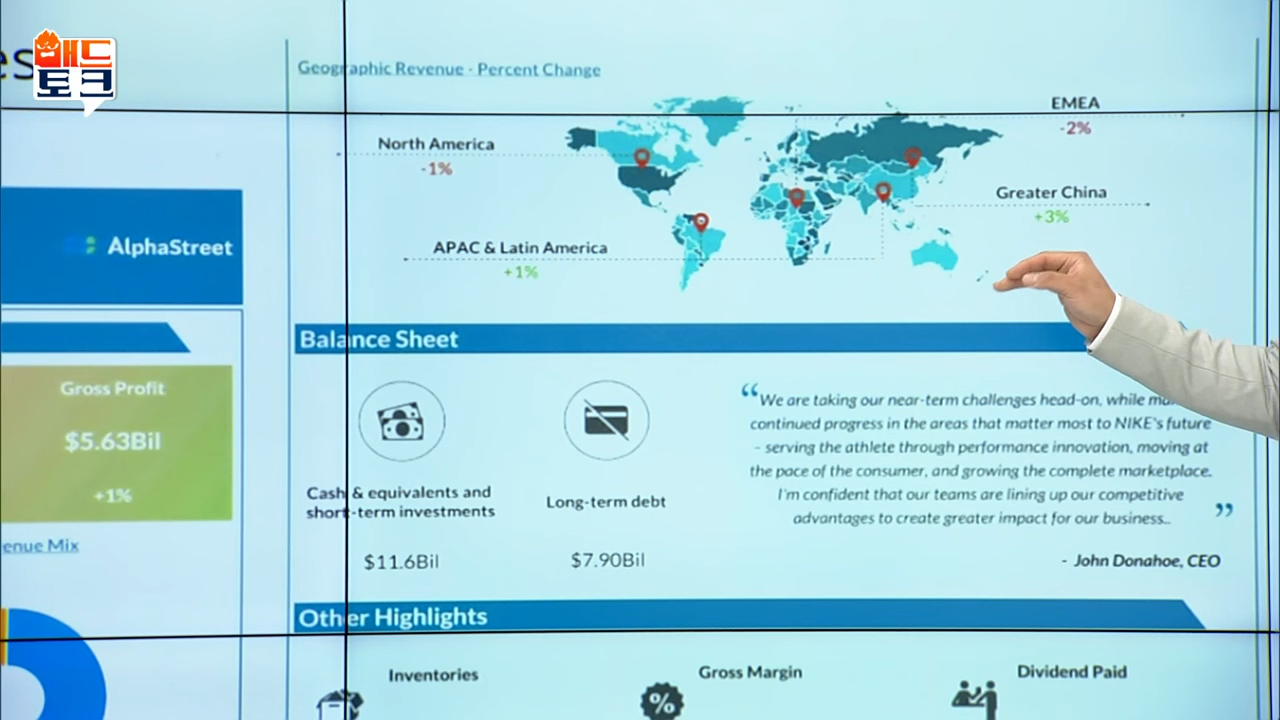 매드
토크
es
Geographic Revenue - Percent Change
EMEA
-2%
North America
-1%
Greater China
+3%
APAC & Latin America
+1%
AlphaStreet
Balance Sheet
Gross Profit
$5.63Bil
+1%
enue Mix
Cash & equivalents and
short-term investments
$11.6Bil
Long-term debt
$7.90Bil
“We are taking our near-term challenges head-on, while
continued progress in the areas that matter most to NIKE's future
- serving the athlete through performance innovation, moving at
the pace of the consumer, and growing the complete marketplace.
I'm confident that our teams are lining up our competitive
advantages to create greater impact for our business.. ”
- John Donahoe, CEO
Other Highlights
Inventories
Gross Margin
Dividend Paid
%